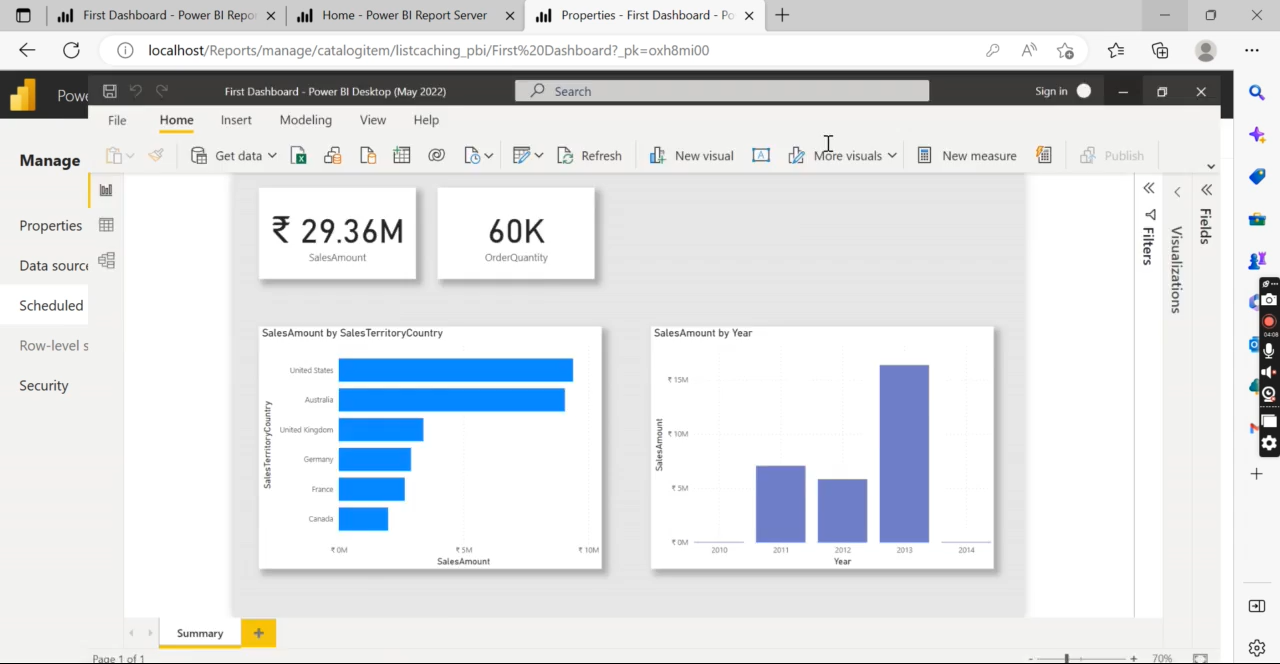 First Dashboard - Power BI Repo
Home - Power BI Report Server
Properties - First Dashboard - Po
localhost/Reports/manage/catalogitem/listcaching_pbi/First%20Dashboard?_pk=oxh8mi00
Powe
First Dashboard - Power BI Desktop (May 2022)
Search
Sign in
File
Home
Insert
Modeling
View
Help
Get data
Refresh
New visual
More visuals
New measure
Publish
Manage
Properties
Data source
Scheduled
Row-level s
Security
₹ 29.36M
SalesAmount
60K
OrderQuantity
SalesAmount by SalesTerritoryCountry
SalesTerritoryCountry
United States
Australia
United Kingdom
Germany
France
Canada
₹0M
₹5M
₹10M
SalesAmount
SalesAmount by Year
SalesAmount
₹15M
₹10M
₹5M
₹0M
2010
2011
2012
2013
2014
Year
Filters
Visualizations
Fields
04:08
Summary
Page 1 of 1
70%